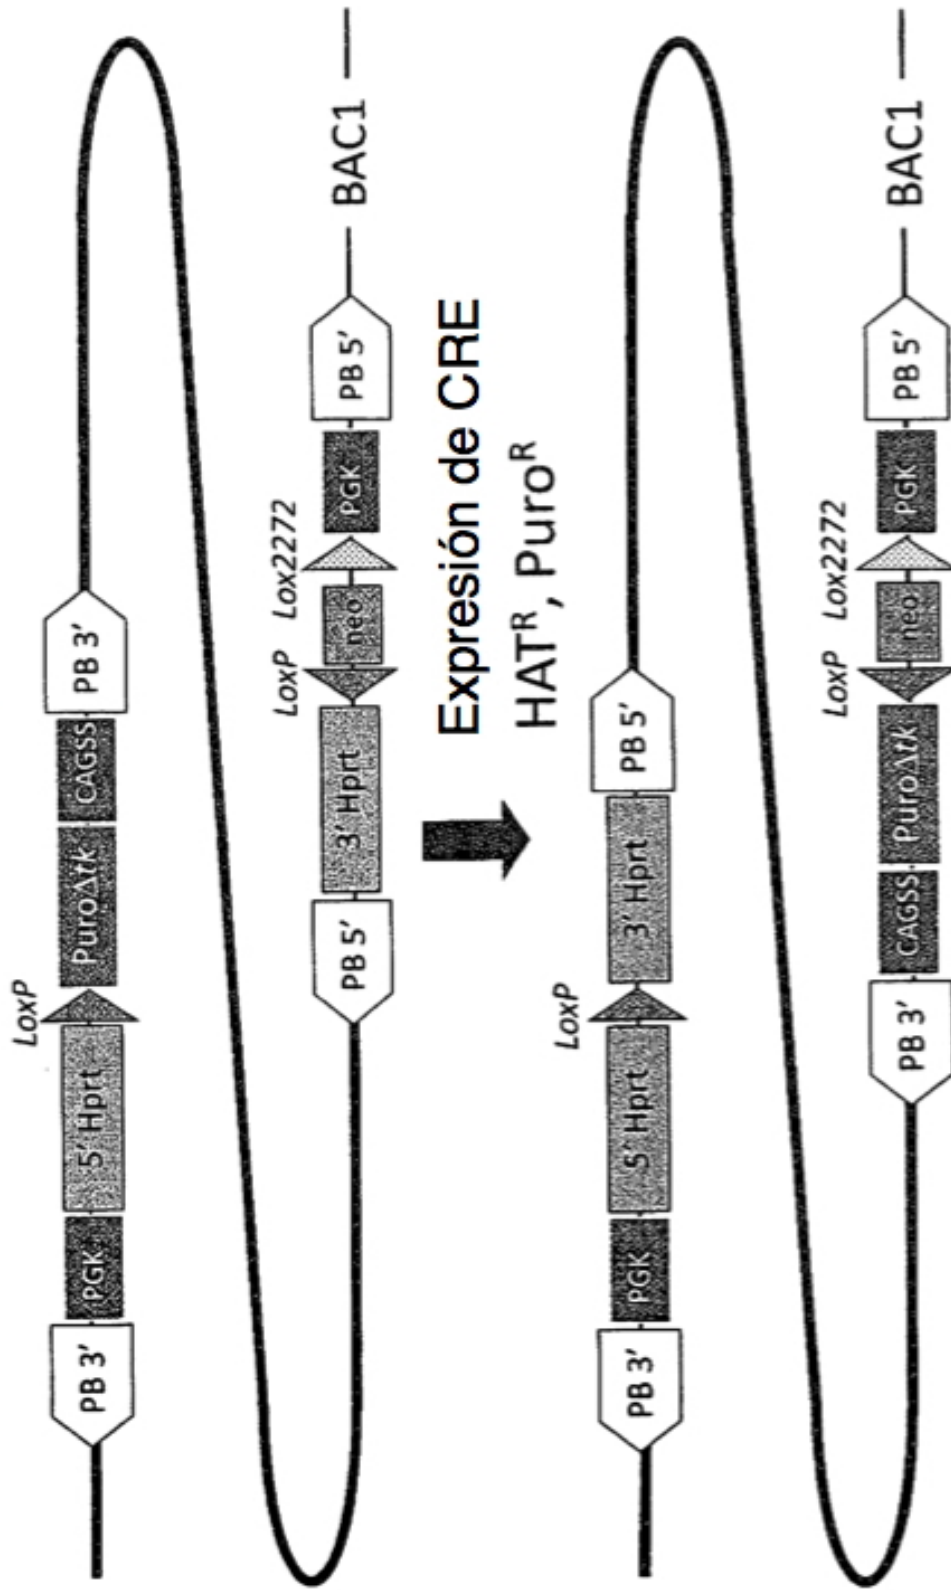 LoxP
PB 3' PGK 5' Hprt PuroΔtk CAGSS PB 3'
LoxP Lox2272
PB 5' 3' Hprt neo PGK PB 5' BAC1
Expresión de CRE
HAT^R, Puro^R
LoxP
PB 3' PGK 5' Hprt 3' Hprt PB 5'
LoxP Lox2272
PB 3' CAGSS PuroΔtk neo PGK PB 5' BAC1